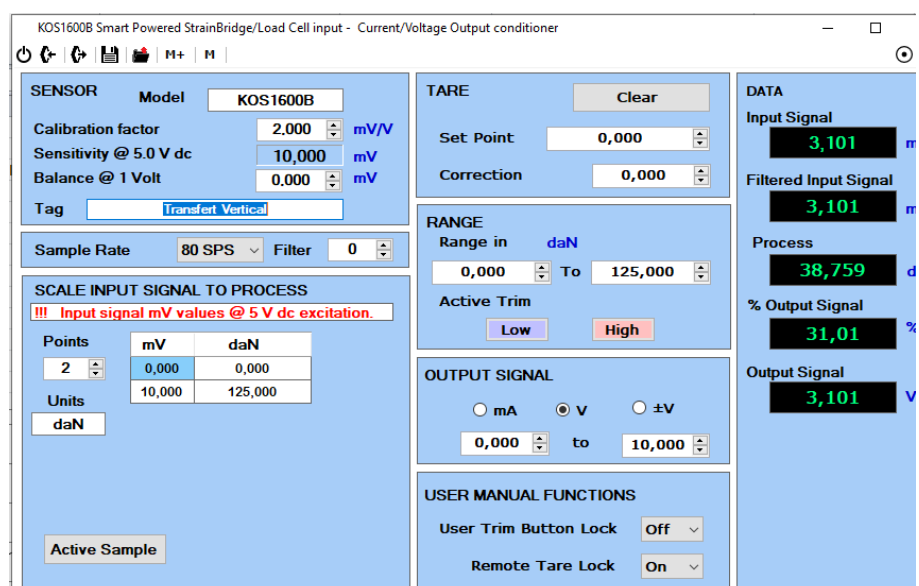 KOS1600B Smart Powered StrainBridge/Load Cell input - Current/Voltage Output conditioner
M+ M
SENSOR
Model KOS1600B
Calibration factor 2.000 mV/V
Sensitivity @ 5.0 V dc 10,000 mV
Balance @ 1 Volt 0.000 mV
Tag Transfert Vertical
Sample Rate 80 SPS Filter 0
SCALE INPUT SIGNAL TO PROCESS
!!! Input signal mV values @ 5 V dc excitation.
Points
2
Units
daN
mV daN
0,000 0,000
10,000 125,000
Active Sample
TARE
Clear
Set Point 0,000
Correction 0,000
RANGE
Range in daN
0,000 To 125,000
Active Trim
Low High
OUTPUT SIGNAL
mA V ±V
0,000 to 10,000
USER MANUAL FUNCTIONS
User Trim Button Lock Off
Remote Tare Lock On
DATA
Input Signal
3,101
Filtered Input Signal
3,101
Process
38,759
% Output Signal
31,01 %
Output Signal
3,101 V